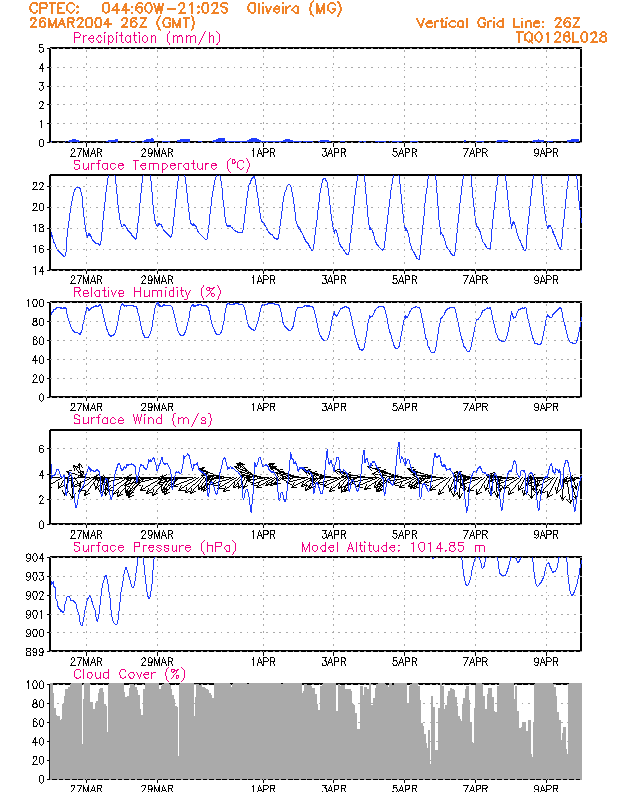 CPTEC: 044:60W-21:02S Oliveira (MG)
26MAR2004 26Z (GMT) Vertical Grid Line: 26Z
Precipitation (mm/h) TQ0126L028
5
4
3
2
1
0
27MAR 29MAR 1APR 3APR 5APR 7APR 9APR
Surface Temperature (°C)
22
20
18
16
14
27MAR 29MAR 1APR 3APR 5APR 7APR 9APR
Relative Humidity (%)
100
80
60
40
20
0
27MAR 29MAR 1APR 3APR 5APR 7APR 9APR
Surface Wind (m/s)
6
4
2
0
27MAR 29MAR 1APR 3APR 5APR 7APR 9APR
Surface Pressure (hPa) Model Altitude: 1014.85 m
904
903
902
901
900
899
27MAR 29MAR 1APR 3APR 5APR 7APR 9APR
Cloud Cover (%)
100
80
60
40
20
0
27MAR 29MAR 1APR 3APR 5APR 7APR 9APR